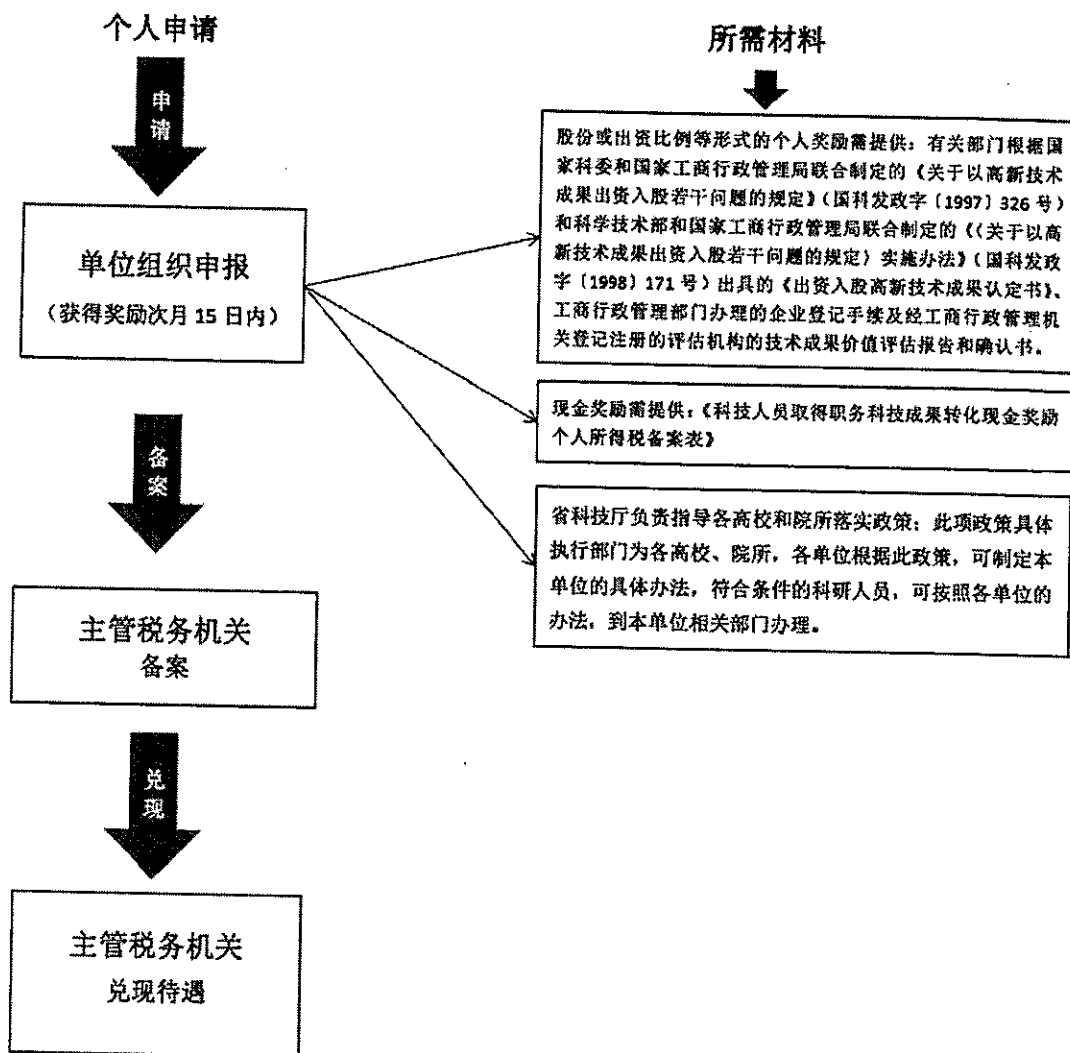 个人申请
申请
单位组织申报
（获得奖励次月 15 日内）
备案
主管税务机关
备案
兑现
主管税务机关
兑现待遇
所需材料
股份或出资比例等形式的个人奖励需提供：有关部门根据国
家科委和国家工商行政管理局联合制定的《关于以高新技术
成果出资入股若干问题的规定》（国科发政字〔1997〕326 号）
和科学技术部和国家工商行政管理局联合制定的《〈关于以高
新技术成果出资入股若干问题的规定〉实施办法》（国科发政
字〔1998〕171 号）出具的《出资入股高新技术成果认定书》、
工商行政管理部门办理的企业登记手续及经工商行政管理机
关登记注册的评估机构的技术成果价值评估报告和确认书。
现金奖励需提供：《科技人员取得职务科技成果转化现金奖励
个人所得税备案表》
省科技厅负责指导各高校和院所落实政策；此项政策具体
执行部门为各高校、院所，各单位根据此政策，可制定本
单位的具体办法，符合条件的科研人员，可按照各单位的
办法，到本单位相关部门办理。